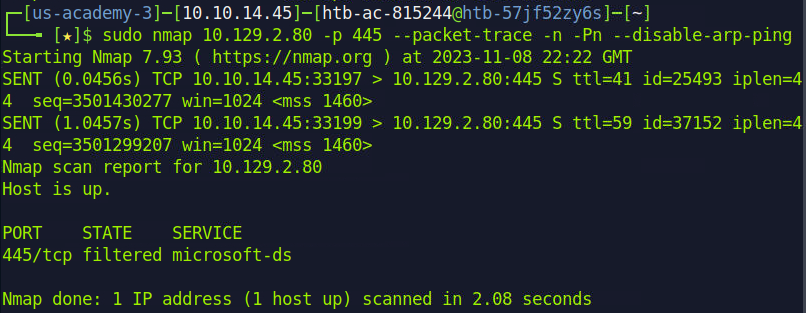 ┌─[us-academy-3]─[10.10.14.45]─[htb-ac-815244@htb-57jf52zy6s]─[~]
└──╼ [★]$ sudo nmap 10.129.2.80 -p 445 --packet-trace -n -Pn --disable-arp-ping
Starting Nmap 7.93 ( https://nmap.org ) at 2023-11-08 22:22 GMT
SENT (0.0456s) TCP 10.10.14.45:33197 > 10.129.2.80:445 S ttl=41 id=25493 iplen=4
4  seq=3501430277 win=1024 <mss 1460>
SENT (1.0457s) TCP 10.10.14.45:33199 > 10.129.2.80:445 S ttl=59 id=37152 iplen=4
4  seq=3501299207 win=1024 <mss 1460>
Nmap scan report for 10.129.2.80
Host is up.
PORT    STATE    SERVICE
445/tcp filtered microsoft-ds
Nmap done: 1 IP address (1 host up) scanned in 2.08 seconds